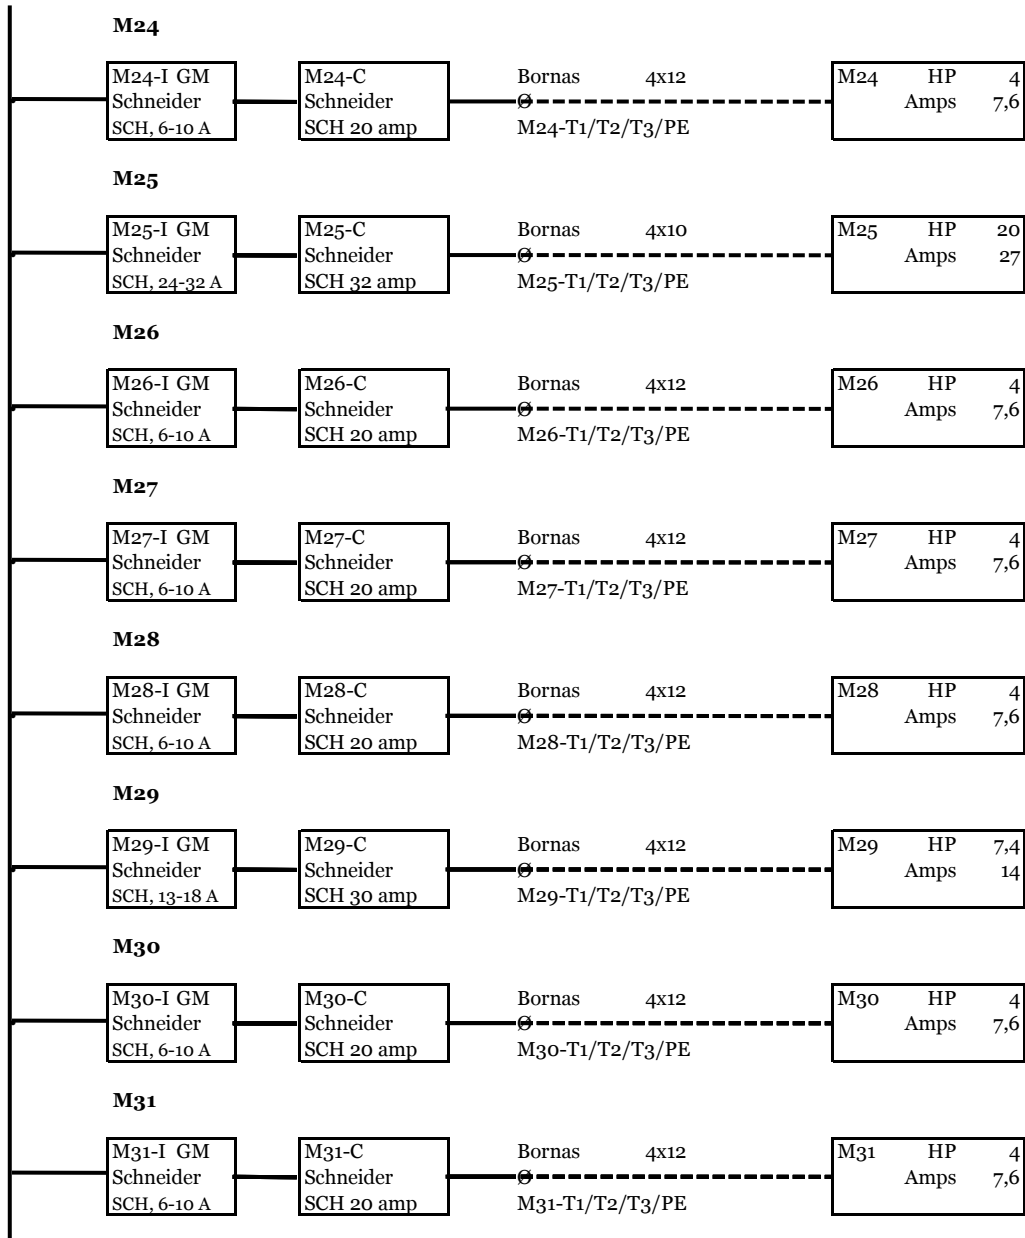 M24
M24-I GM M24-C Bornas 4x12 M24 HP 4
Schneider Schneider Ø Amps 7,6
SCH, 6-10 A SCH 20 amp M24-T1/T2/T3/PE
M25
M25-I GM M25-C Bornas 4x10 M25 HP 20
Schneider Schneider Ø Amps 27
SCH, 24-32 A SCH 32 amp M25-T1/T2/T3/PE
M26
M26-I GM M26-C Bornas 4x12 M26 HP 4
Schneider Schneider Ø Amps 7,6
SCH, 6-10 A SCH 20 amp M26-T1/T2/T3/PE
M27
M27-I GM M27-C Bornas 4x12 M27 HP 4
Schneider Schneider Ø Amps 7,6
SCH, 6-10 A SCH 20 amp M27-T1/T2/T3/PE
M28
M28-I GM M28-C Bornas 4x12 M28 HP 4
Schneider Schneider Ø Amps 7,6
SCH, 6-10 A SCH 20 amp M28-T1/T2/T3/PE
M29
M29-I GM M29-C Bornas 4x12 M29 HP 7,4
Schneider Schneider Ø Amps 14
SCH, 13-18 A SCH 30 amp M29-T1/T2/T3/PE
M30
M30-I GM M30-C Bornas 4x12 M30 HP 4
Schneider Schneider Ø Amps 7,6
SCH, 6-10 A SCH 20 amp M30-T1/T2/T3/PE
M31
M31-I GM M31-C Bornas 4x12 M31 HP 4
Schneider Schneider Ø Amps 7,6
SCH, 6-10 A SCH 20 amp M31-T1/T2/T3/PE